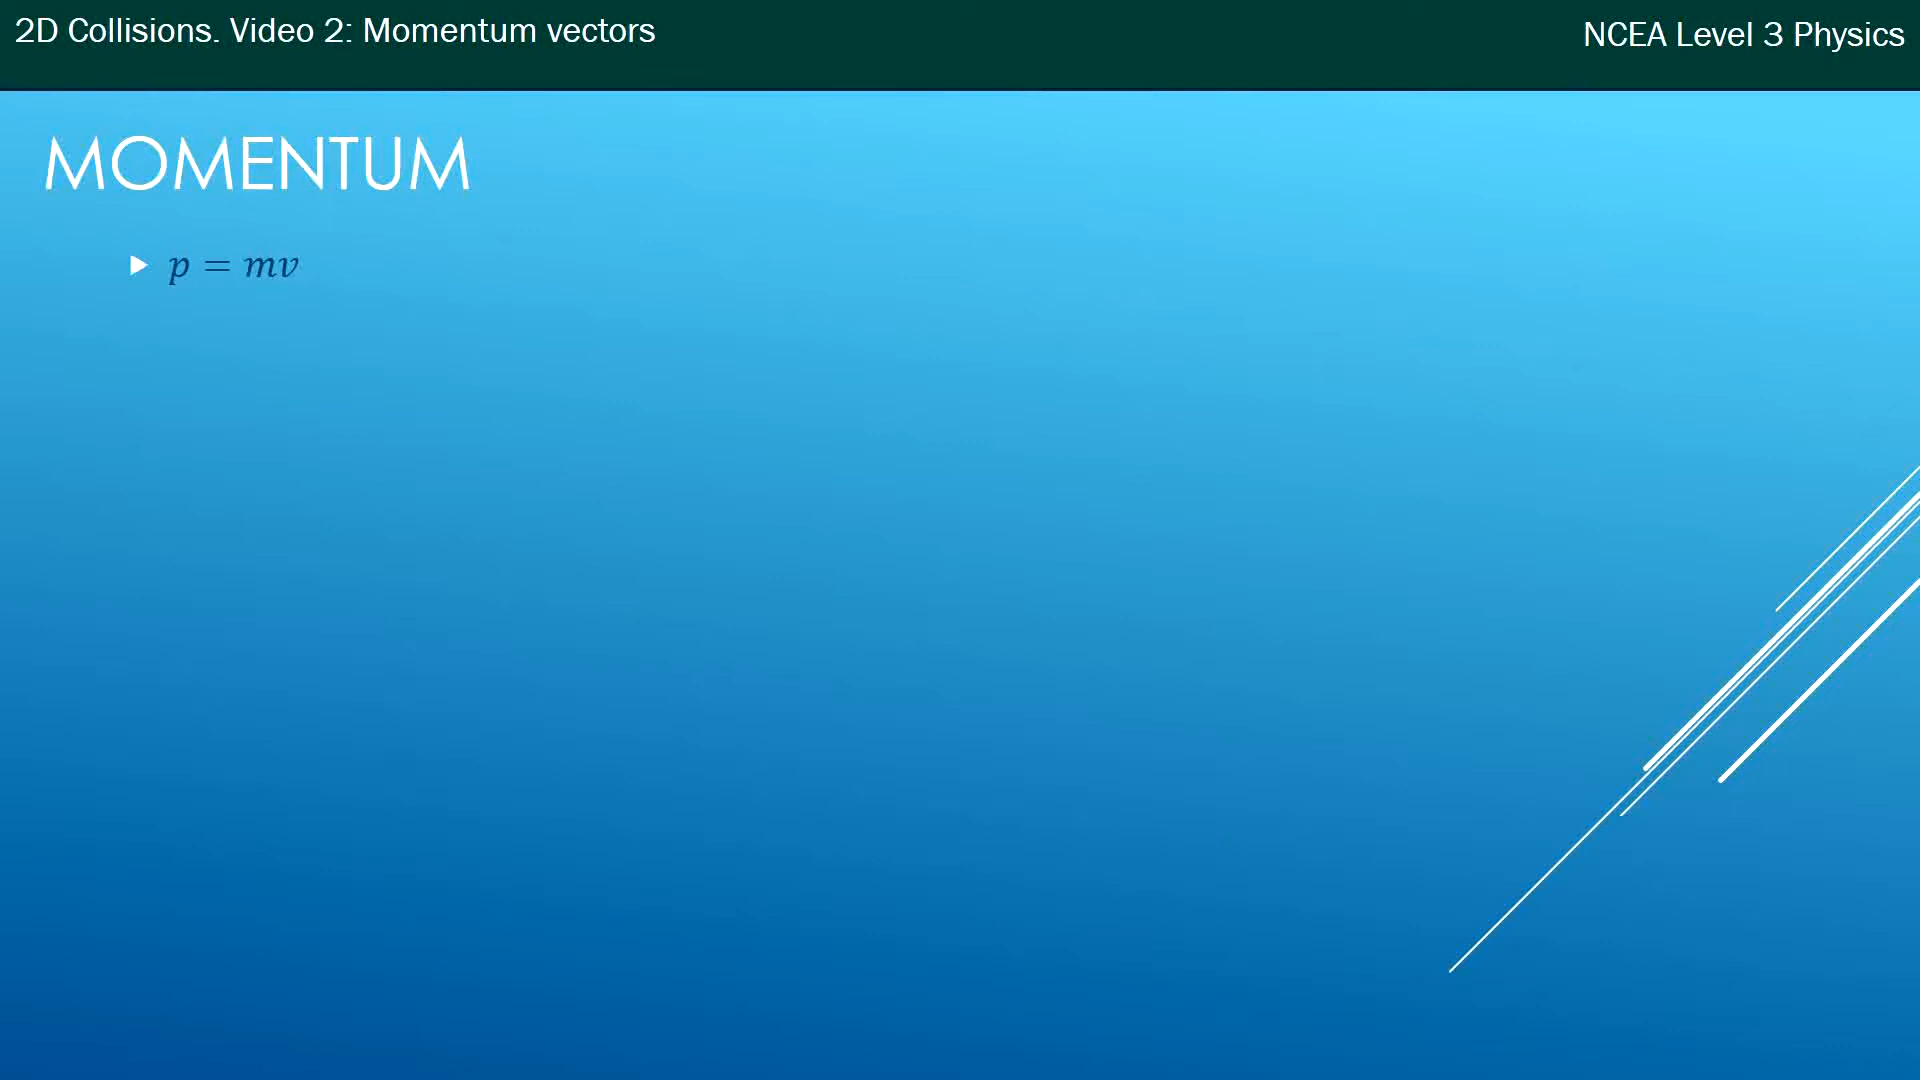 2D Collisions. Video 2: Momentum vectors
NCEA Level 3 Physics
MOMENTUM
p = mv